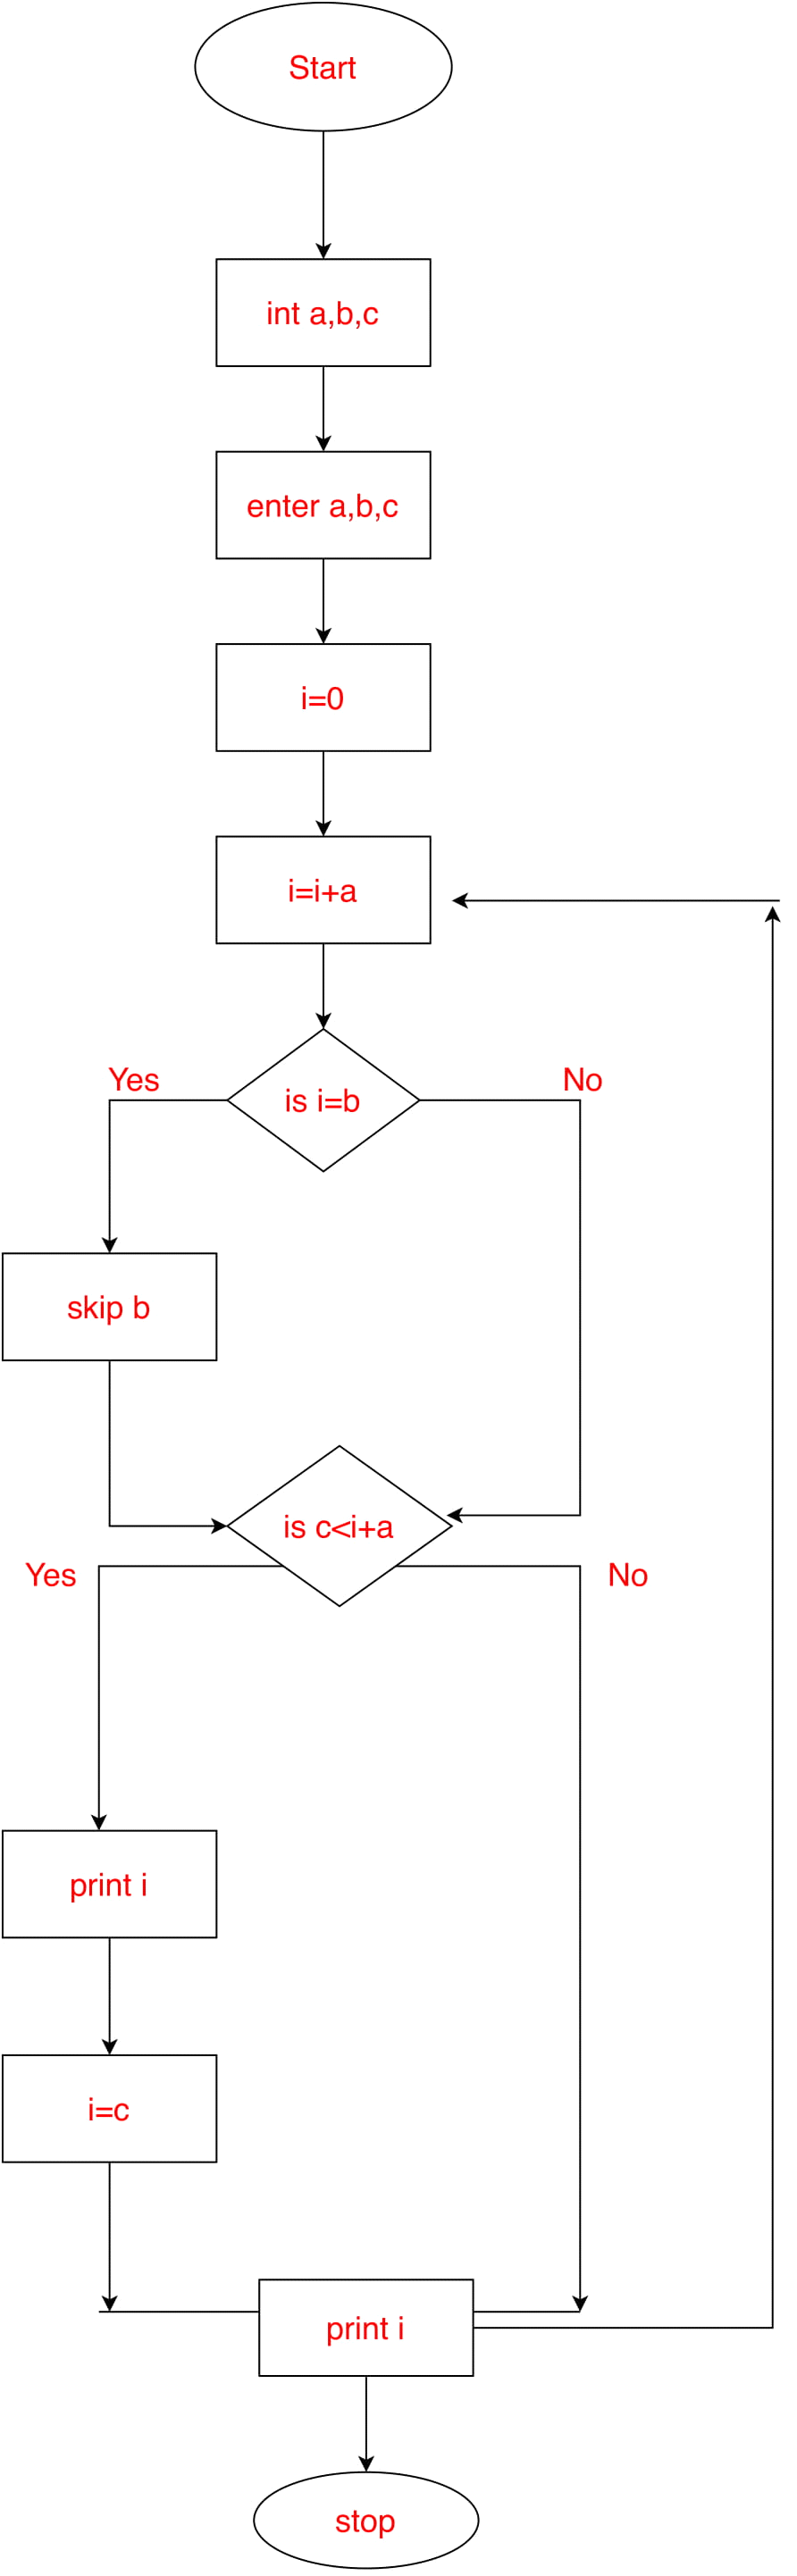 Start
int a,b,c
enter a,b,c
i=0
i=i+a
Yes
No
is i=b
skip b
is c<i+a
Yes
No
print i
i=c
print i
stop